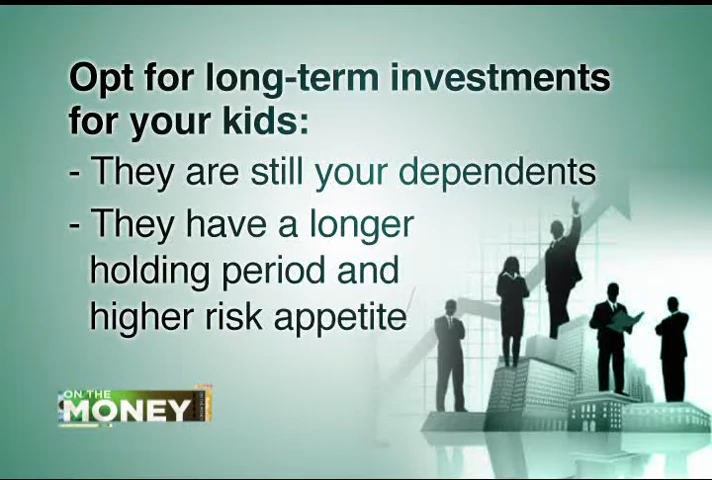 Opt for long-term investments
for your kids:
- They are still your dependents
- They have a longer
holding period and
higher risk appetite
ON THE
MONEY